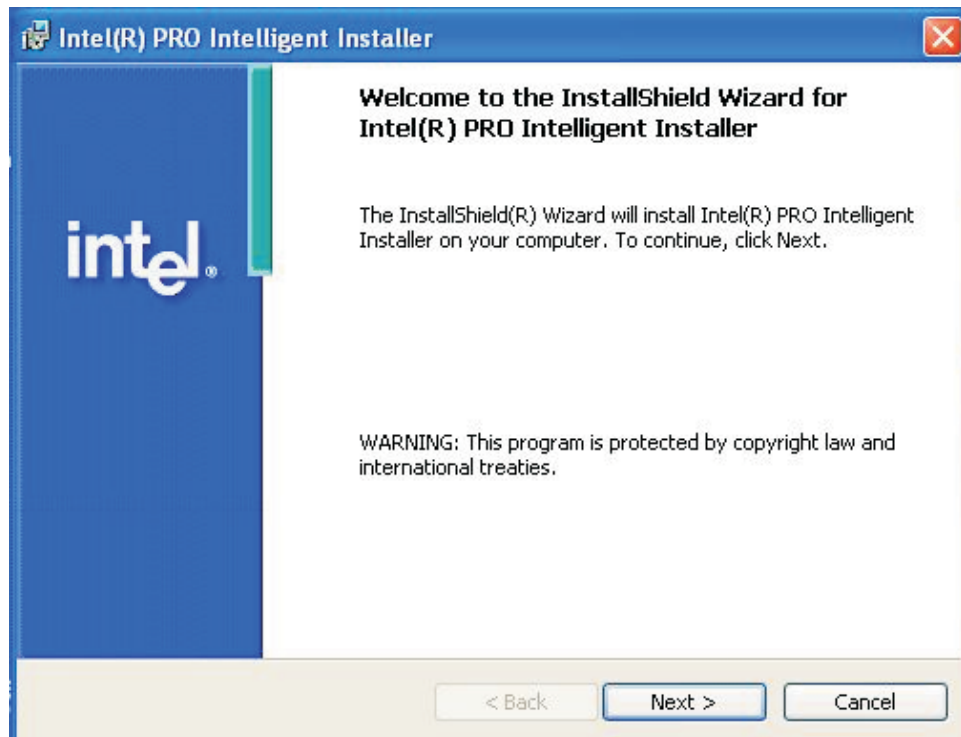 Intel(R) PRO Intelligent Installer
Welcome to the InstallShield Wizard for
Intel(R) PRO Intelligent Installer
The InstallShield(R) Wizard will install Intel(R) PRO Intelligent
Installer on your computer. To continue, click Next.
intel®
WARNING: This program is protected by copyright law and
international treaties.
< Back
Next >
Cancel